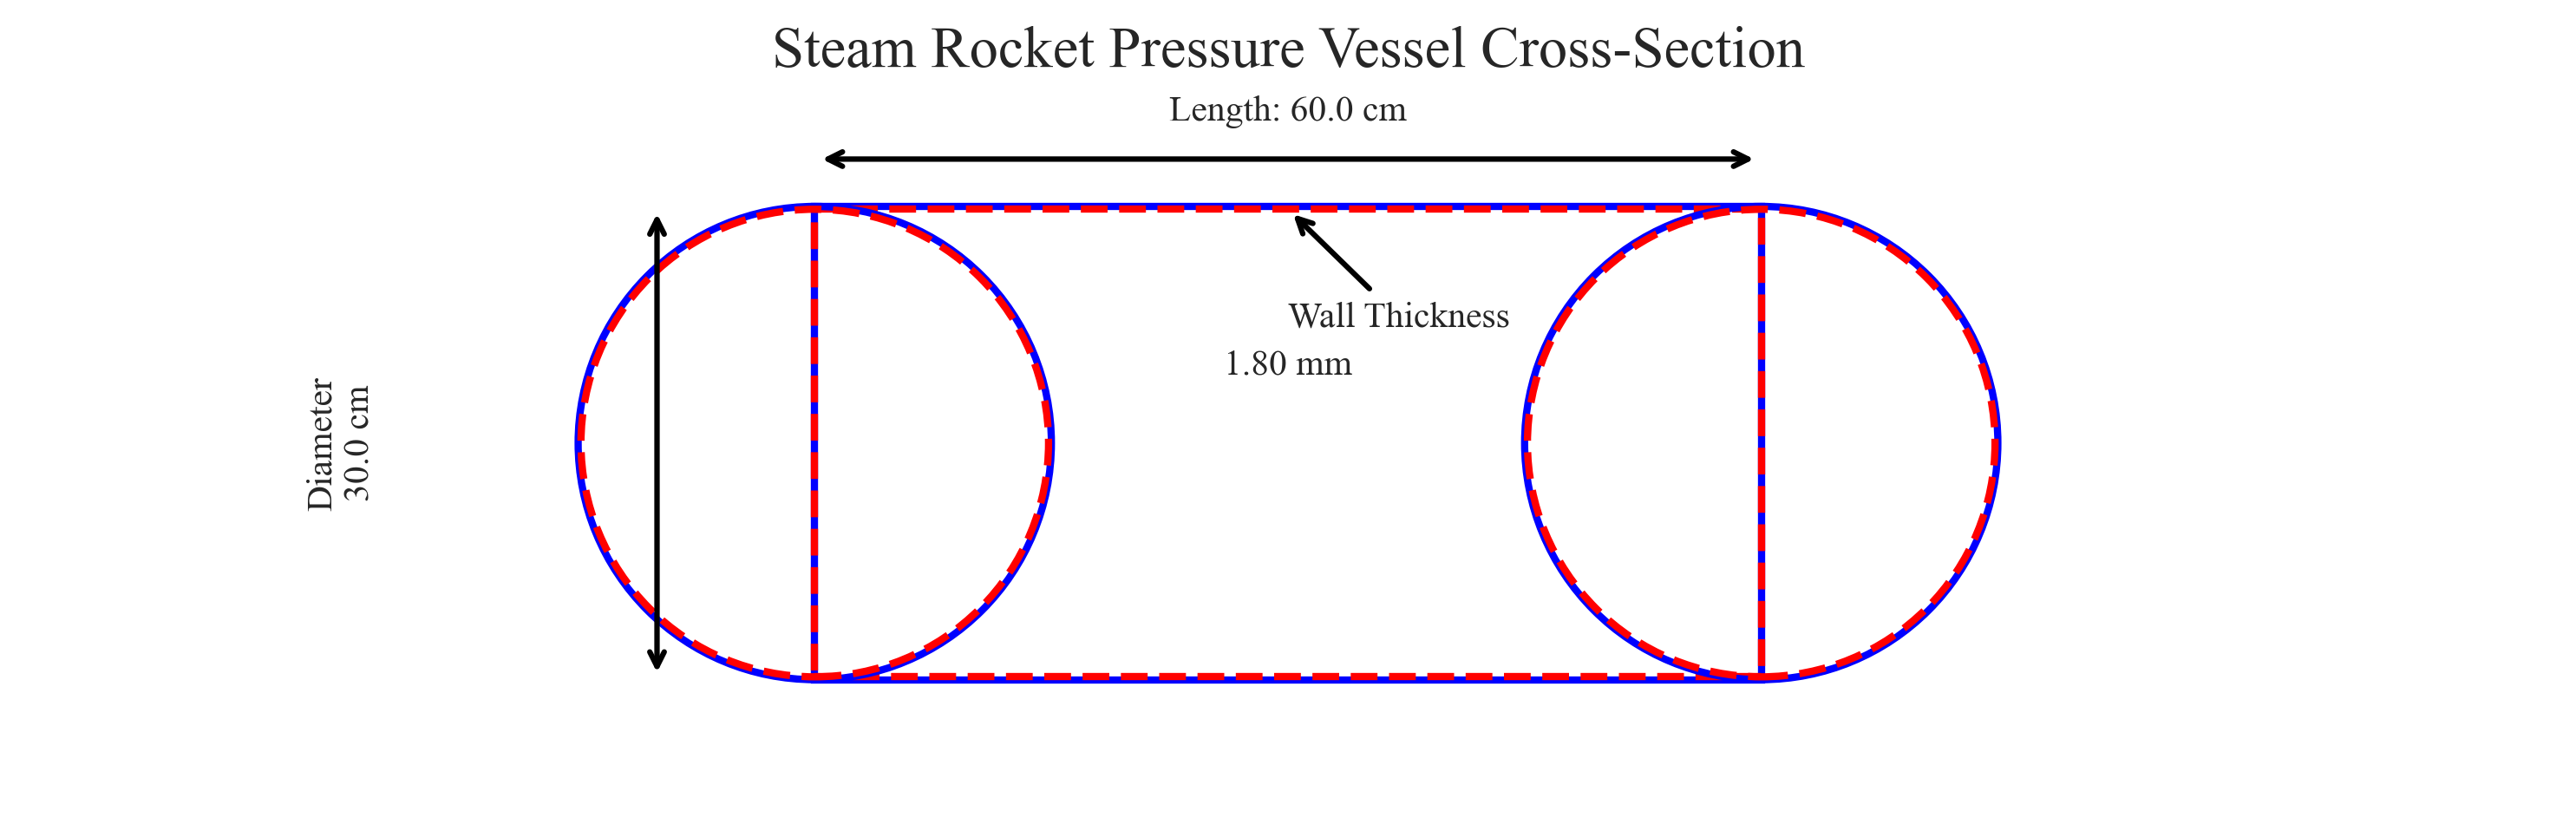 Steam Rocket Pressure Vessel Cross-Section
Length: 60.0 cm
Wall Thickness
1.80 mm
Diameter
30.0 cm